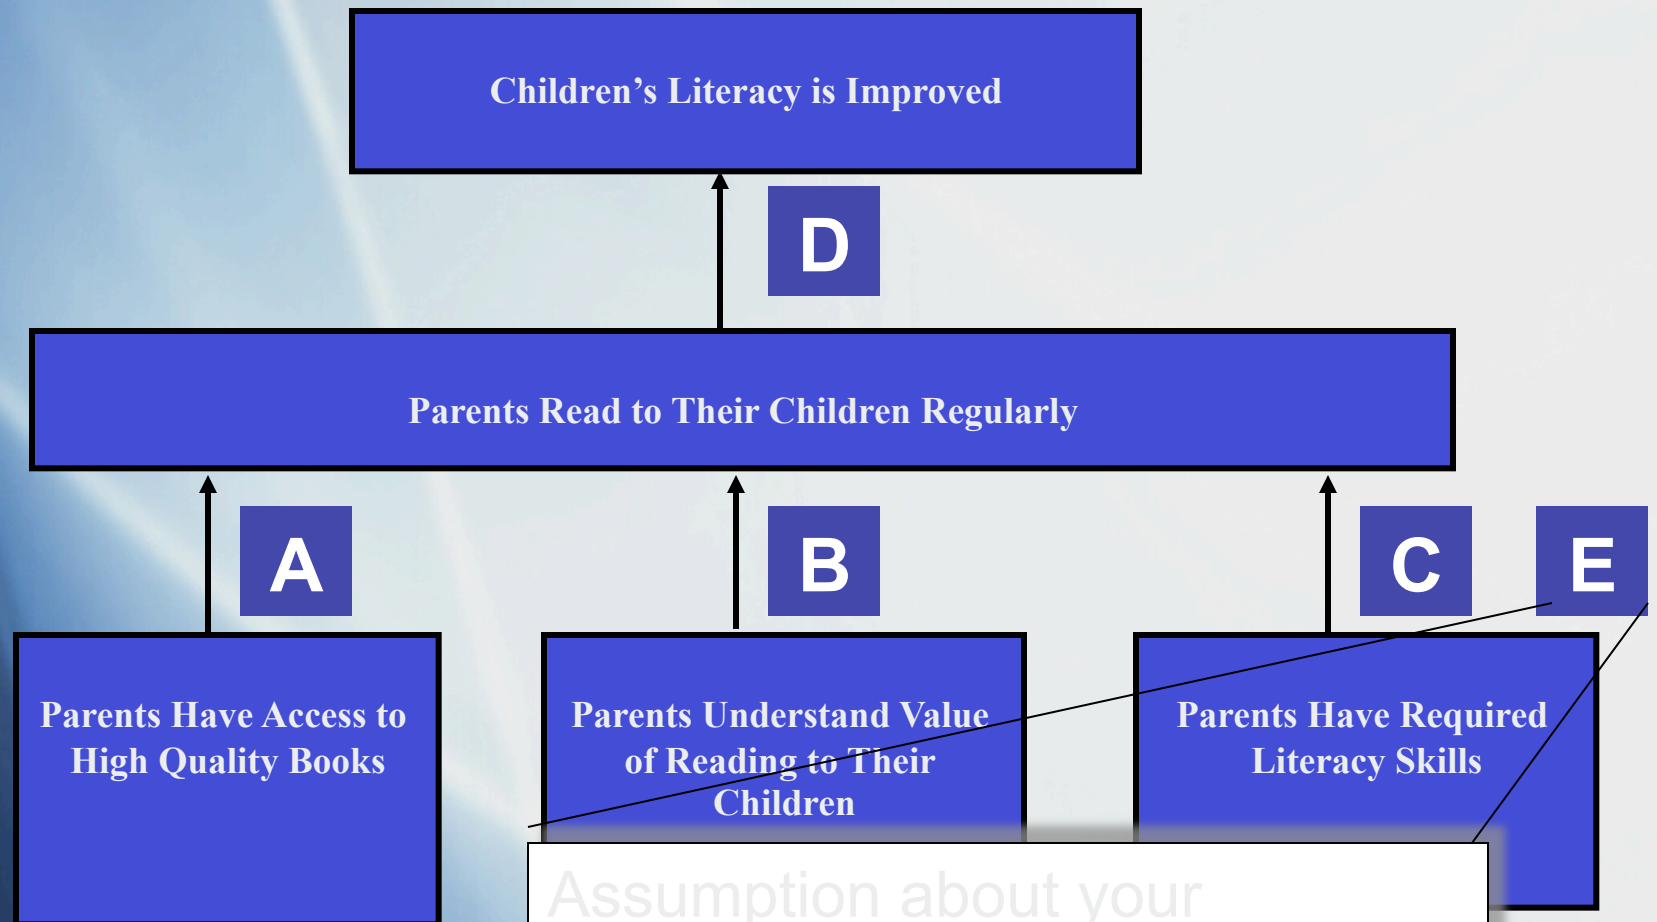 Children’s Literacy is Improved
D
Parents Read to Their Children Regularly
A
B
C
E
Parents Have Access to
High Quality Books
Parents Understand Value
of Reading to Their
Children
Parents Have Required
Literacy Skills
Assumption about your